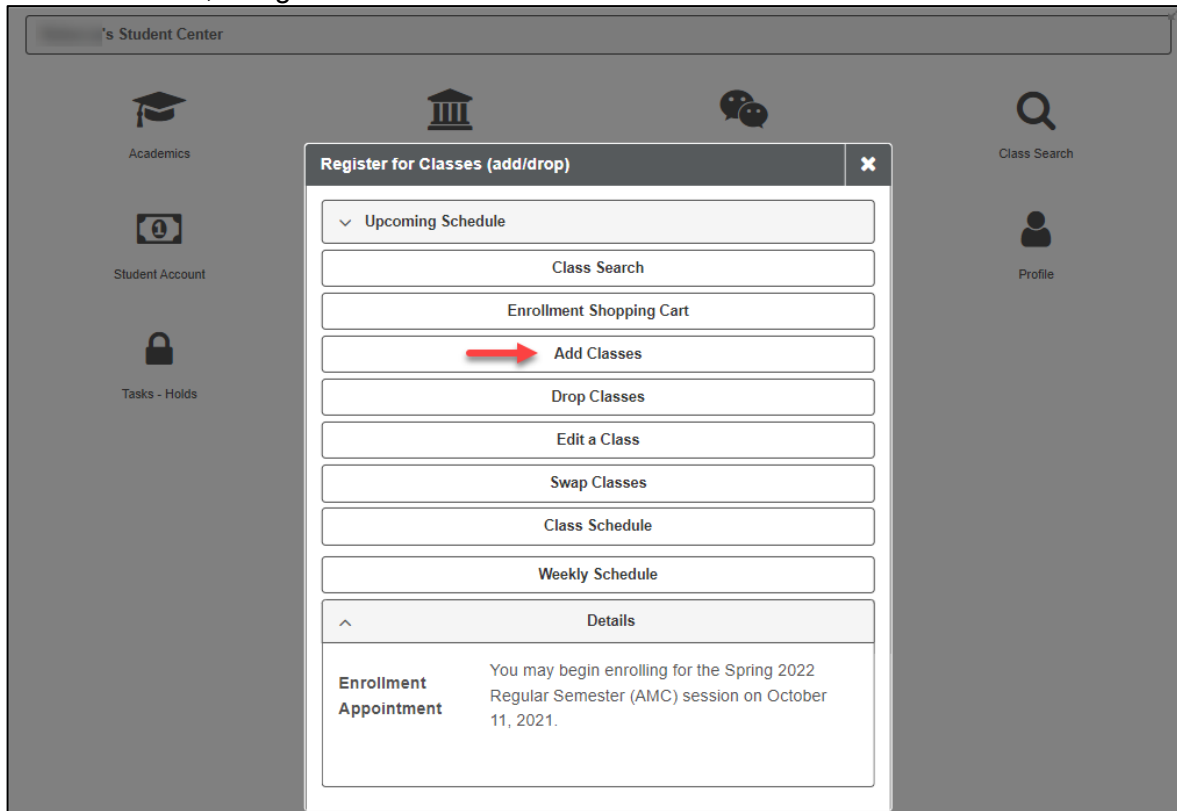 's Student Center
Academics
Class Search
Register for Classes (add/drop)
Upcoming Schedule
Class Search
Student Account
Profile
Enrollment Shopping Cart
Add Classes
Tasks - Holds
Drop Classes
Edit a Class
Swap Classes
Class Schedule
Weekly Schedule
Details
Enrollment
Appointment
You may begin enrolling for the Spring 2022
Regular Semester (AMC) session on October
11, 2021.